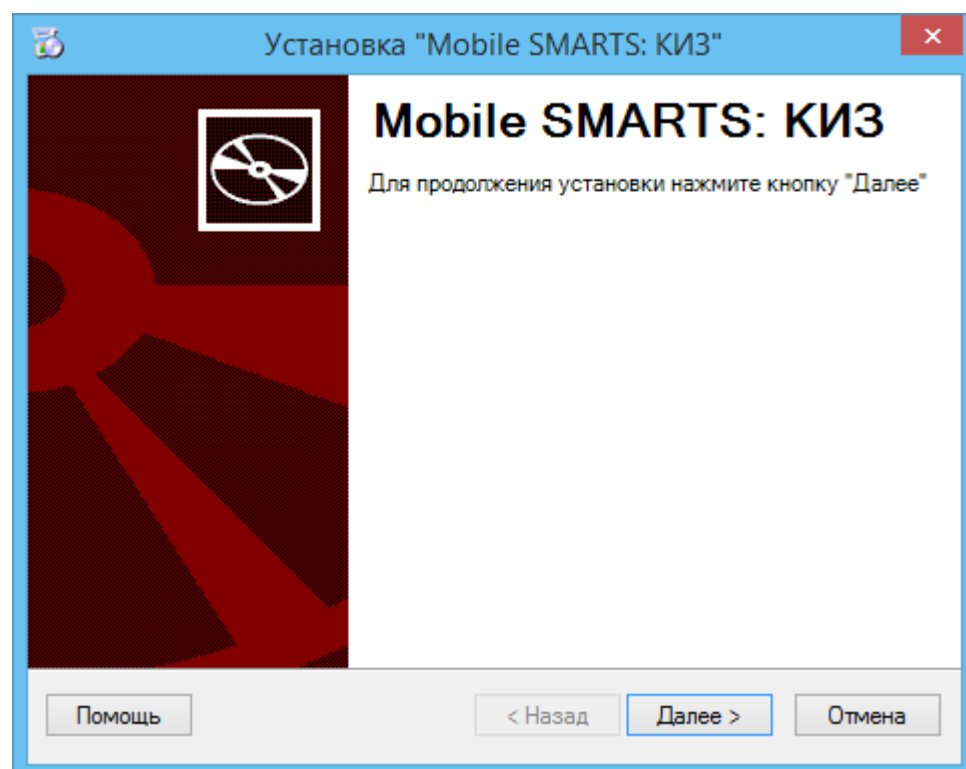 Установка "Mobile SMARTS: КИЗ"
Mobile SMARTS: КИЗ
Для продолжения установки нажмите кнопку "Далее"
Помощь
< Назад
Далее >
Отмена